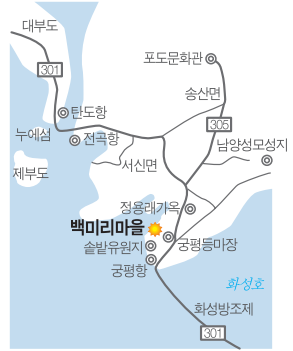 대부도
포도문화관
301
송산면
탄도항
305
누에섬
전곡항
남양성모성지
제부도
서신면
정용래가옥
백미리마을
궁평등마장
솔밭유원지
궁평항
화성호
화성방조제
301